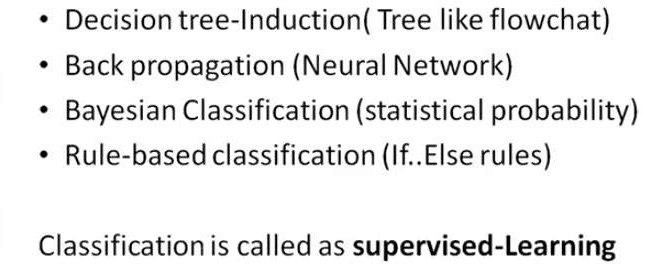 • Decision tree-Induction( Tree like flowchat)
• Back propagation (Neural Network)
• Bayesian Classification (statistical probability)
• Rule-based classification (If..Else rules)
Classification is called as supervised-Learning